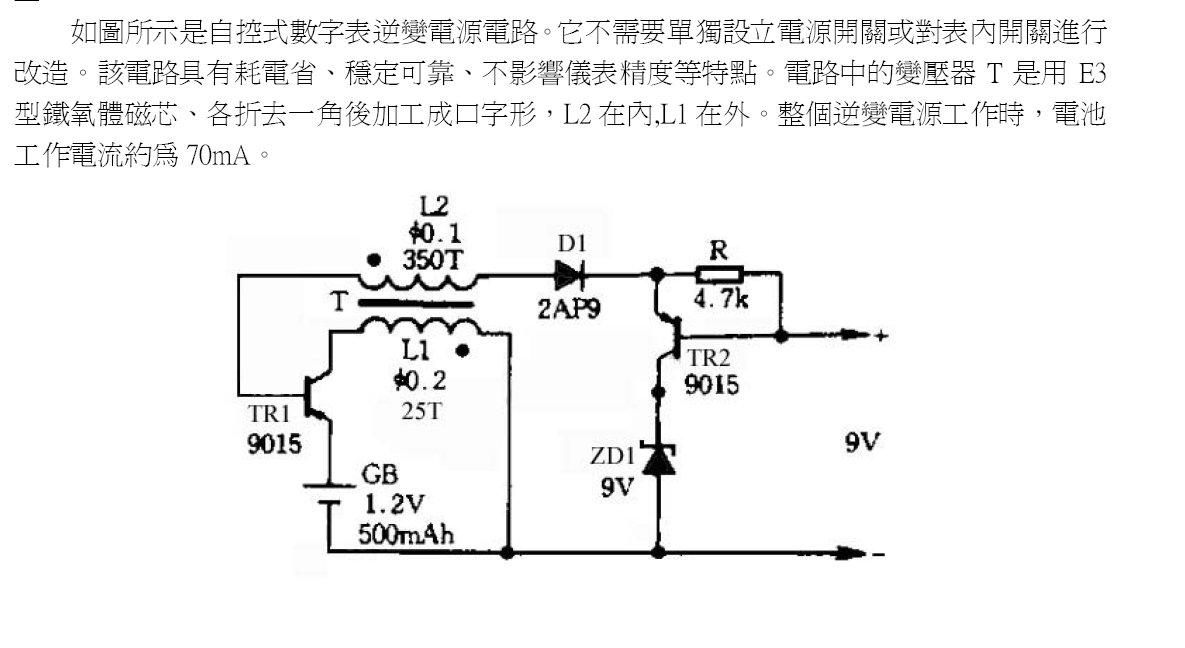 如圖所示是自控式數字表逆變電源電路。它不需要單獨設立電源開關或對表內開關進行
改造。該電路具有耗電省、穩定可靠、不影響儀表精度等特點。電路中的變壓器 T 是用 E3
型鐵氧體磁芯、各折去一角後加工成口字形，L2 在內,L1 在外。整個逆變電源工作時，電池
工作電流約為 70mA。
L2
φ0.1
350T
D1
R
T
2AP9
4.7k
+
L1
TR2
φ0.2
9015
TR1
25T
9015
ZD1
9V
GB
9V
1.2V
500mAh
-